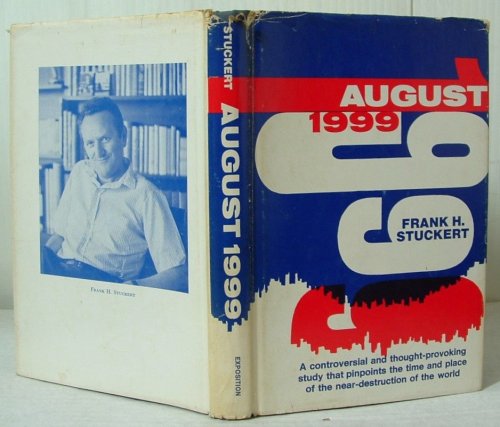 FRANK H. STUCKERT
STUCKERT
AUGUST 1999
EXPOSITION
AUGUST
1999
FRANK H.
STUCKERT
A controversial and thought-provoking
study that pinpoints the time and place
of the near-destruction of the world